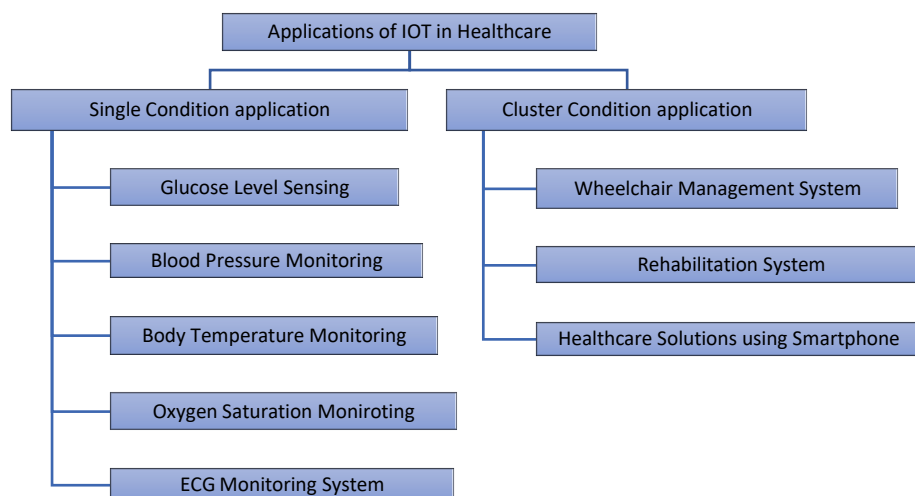 Applications of IOT in Healthcare
Single Condition application
Glucose Level Sensing
Blood Pressure Monitoring
Body Temperature Monitoring
Oxygen Saturation Moniroting
ECG Monitoring System
Cluster Condition application
Wheelchair Management System
Rehabilitation System
Healthcare Solutions using Smartphone